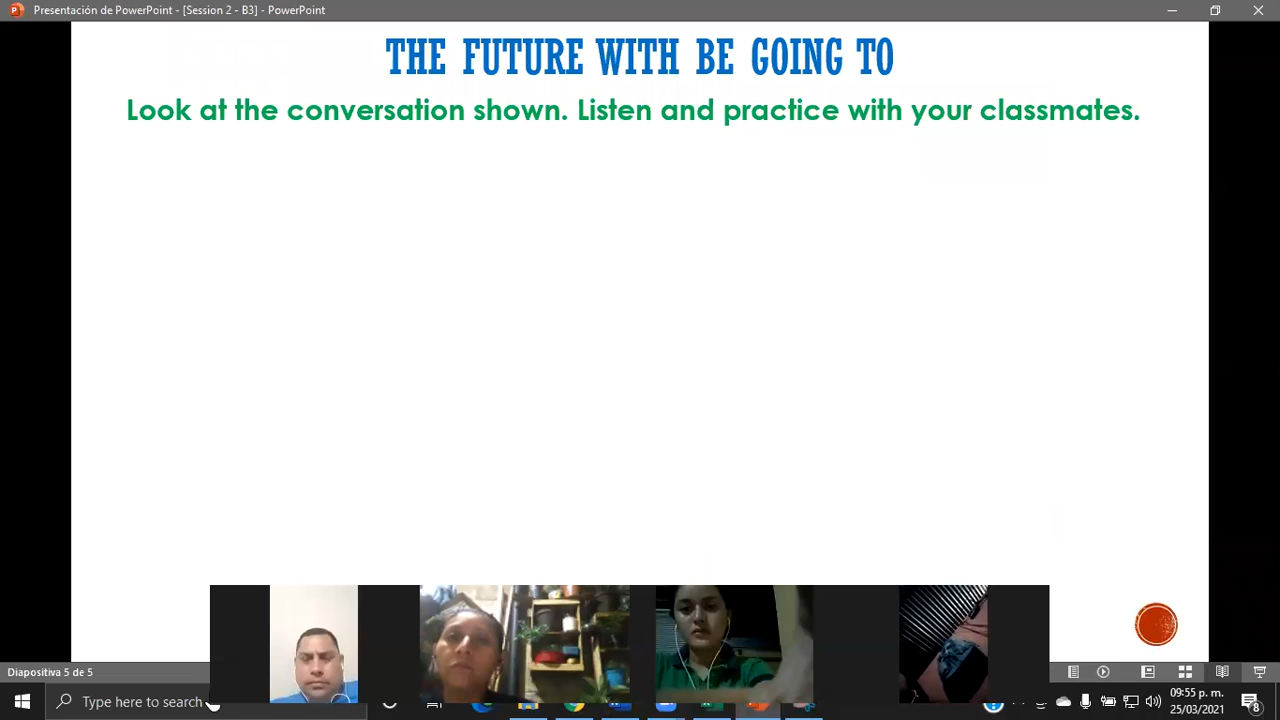 Presentación de PowerPoint - [Session 2 - B3] - PowerPoint
THE FUTURE WITH BE GOING TO
Look at the conversation shown. Listen and practice with your classmates.
Diapositiva 5 de 5
Type here to search
09:55 p. m.
25/03/2021
8